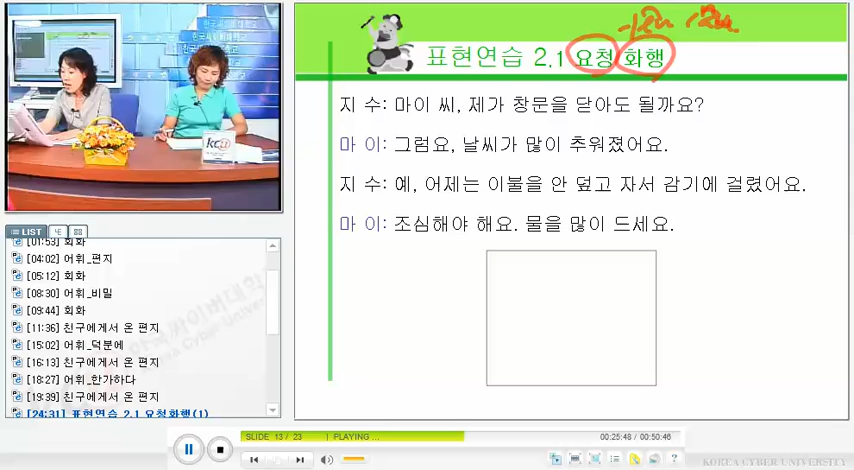 표현연습 2.1 요청 화행
지 수: 마이 씨, 제가 창문을 닫아도 될까요?
마 이: 그럼요, 날씨가 많이 추워졌어요.
지 수: 예, 어제는 이불을 안 덮고 자서 감기에 걸렸어요.
마 이: 조심해야 해요. 물을 많이 드세요.
kcu
LIST
[01:53] 회화
[04:02] 어휘_편지
[05:12] 회화
[08:30] 어휘_비밀
[09:44] 회화
[11:36] 친구에게서 온 편지
[15:02] 어휘_덕분에
[16:13] 친구에게서 온 편지
[18:27] 어휘_한가하다
[19:39] 친구에게서 온 편지
[24:31] 표현연습 2.1 요청화행(1)
SLIDE 13 / 23 | PLAYING ...
00:25:48 / 00:50:46
KOREA CYBER UNIVERSITY